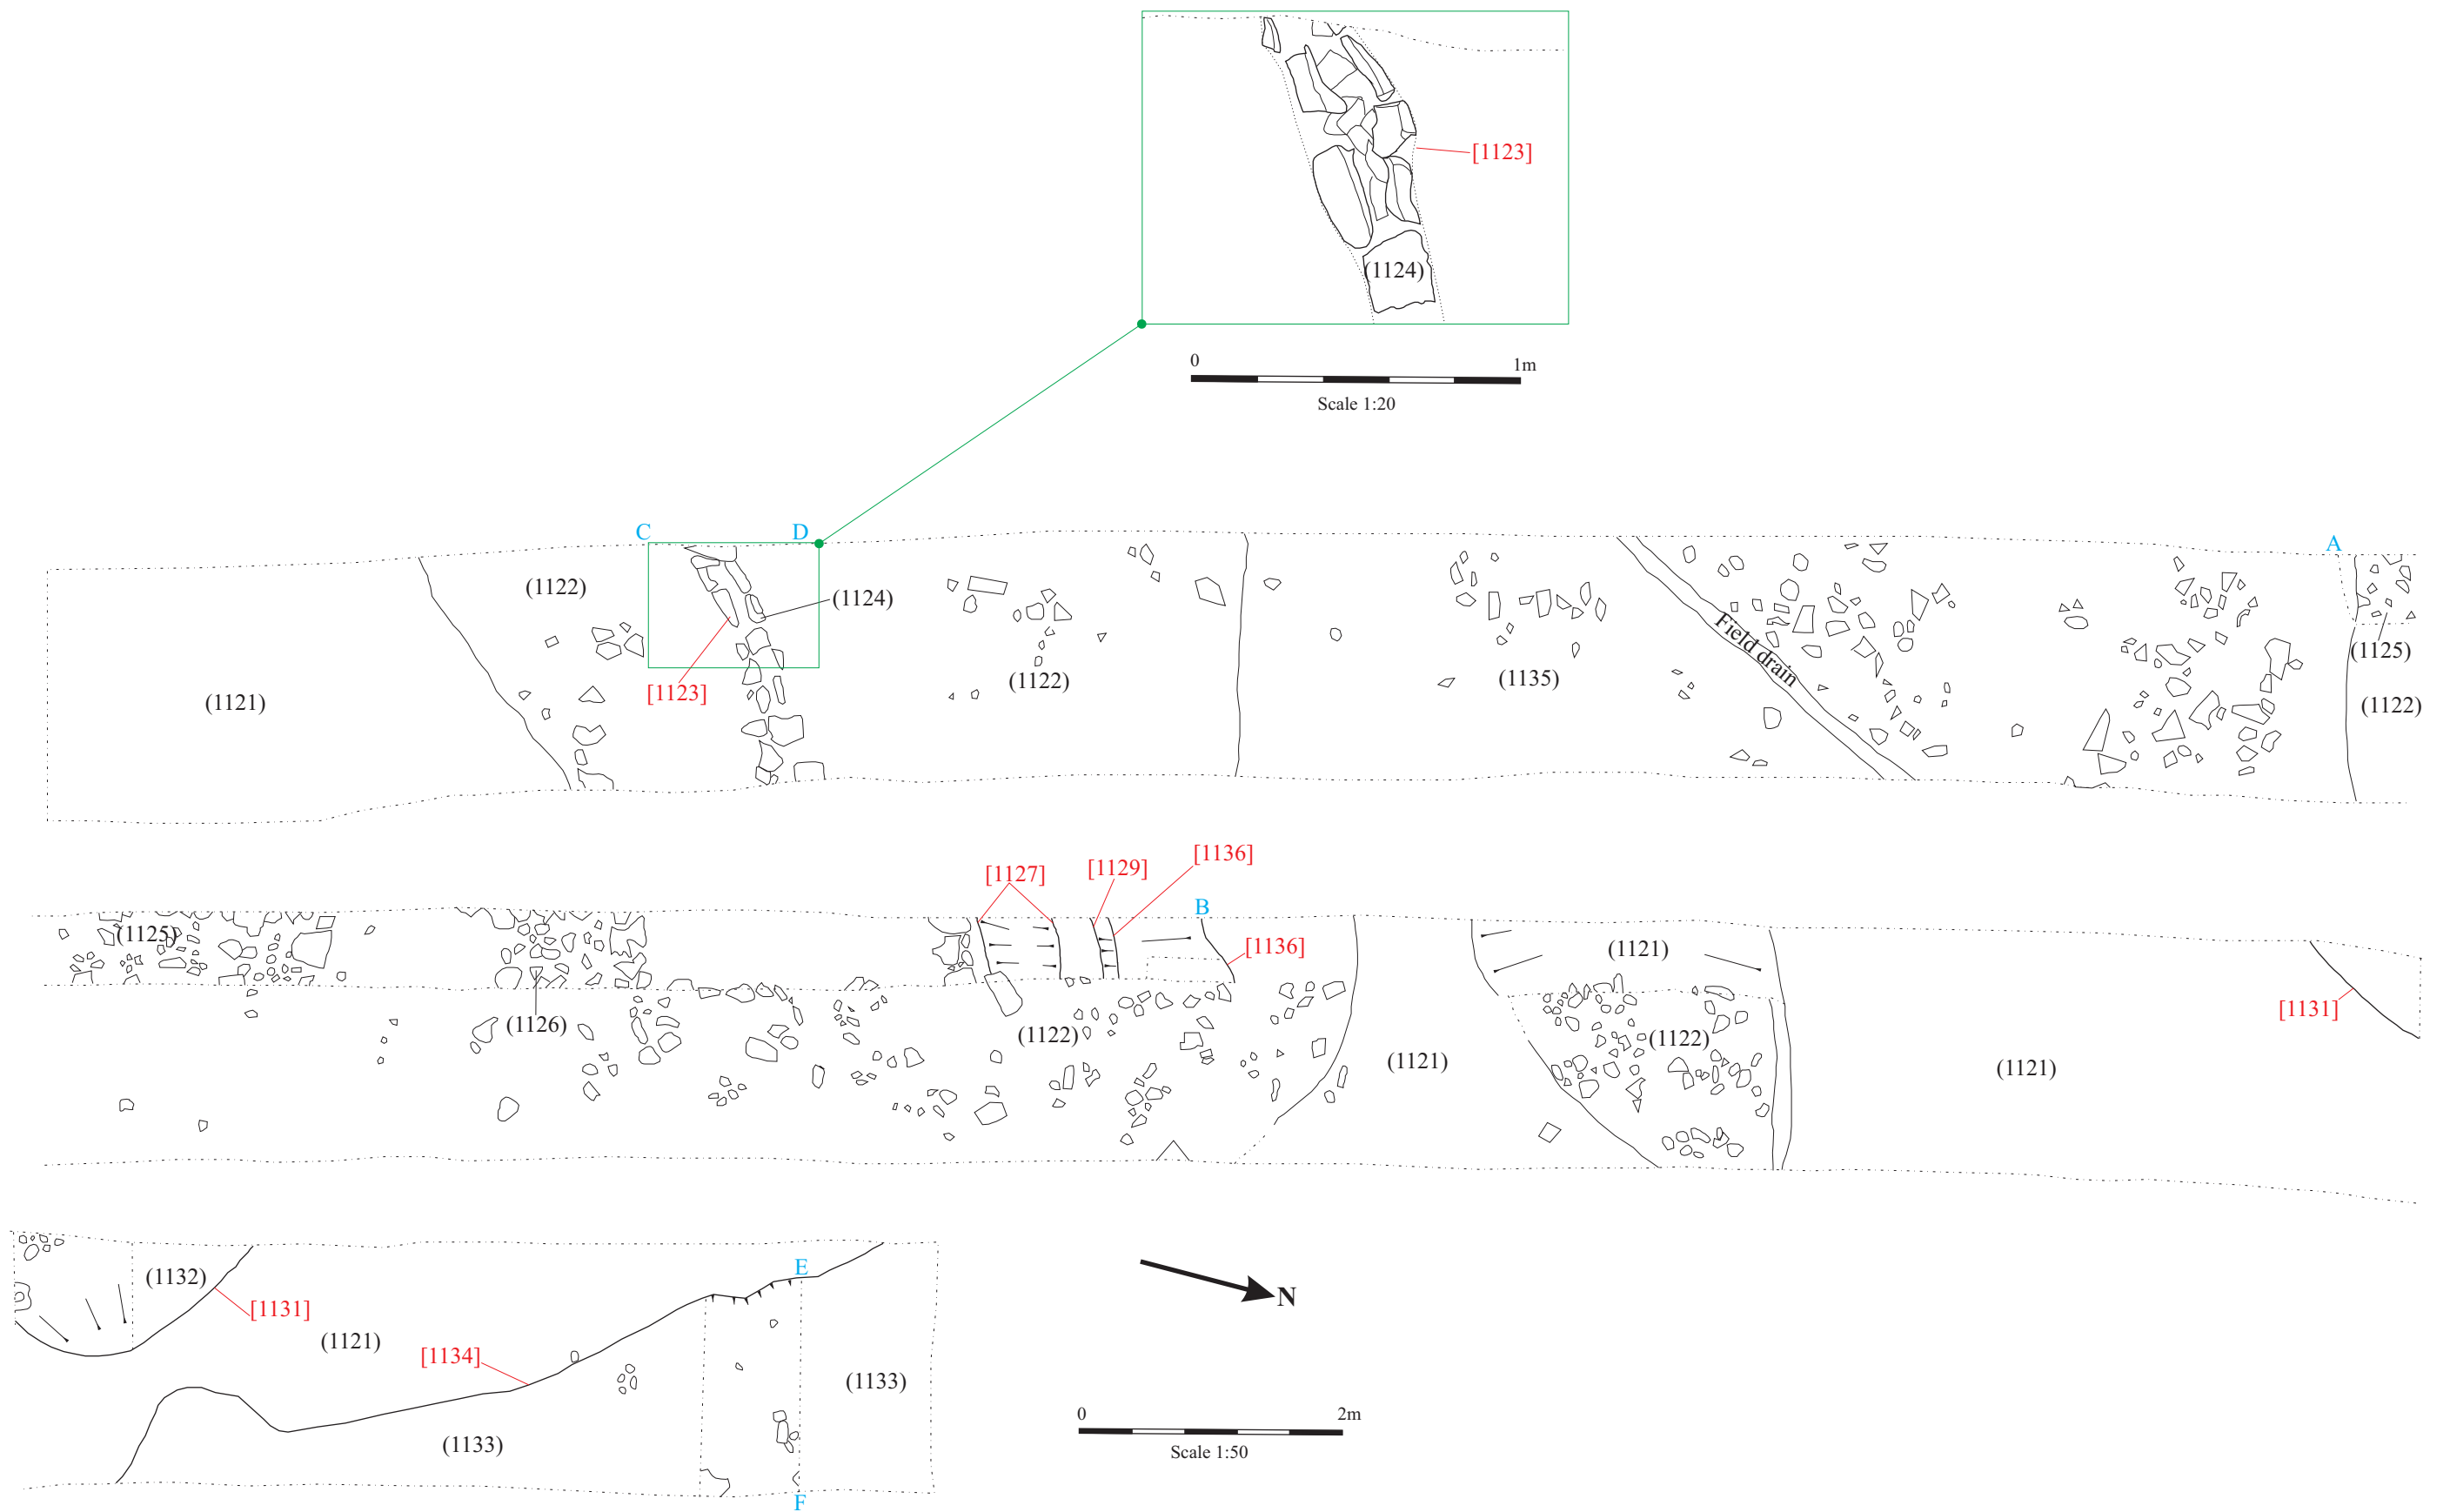 [1123]
(1124)
0 1m
Scale 1:20
C D A
(1122)
(1124)
Field drain
(1125)
[1123]
(1122)
(1135)
(1121)
(1122)
[1136]
[1127]
[1129]
B
(1125)
(1121)
[1136]
[1131]
(1126)
(1122)
(1122)
(1121)
(1121)
E
(1132)
N
[1131]
(1121)
[1134]
(1133)
0 2m
(1133)
Scale 1:50
F